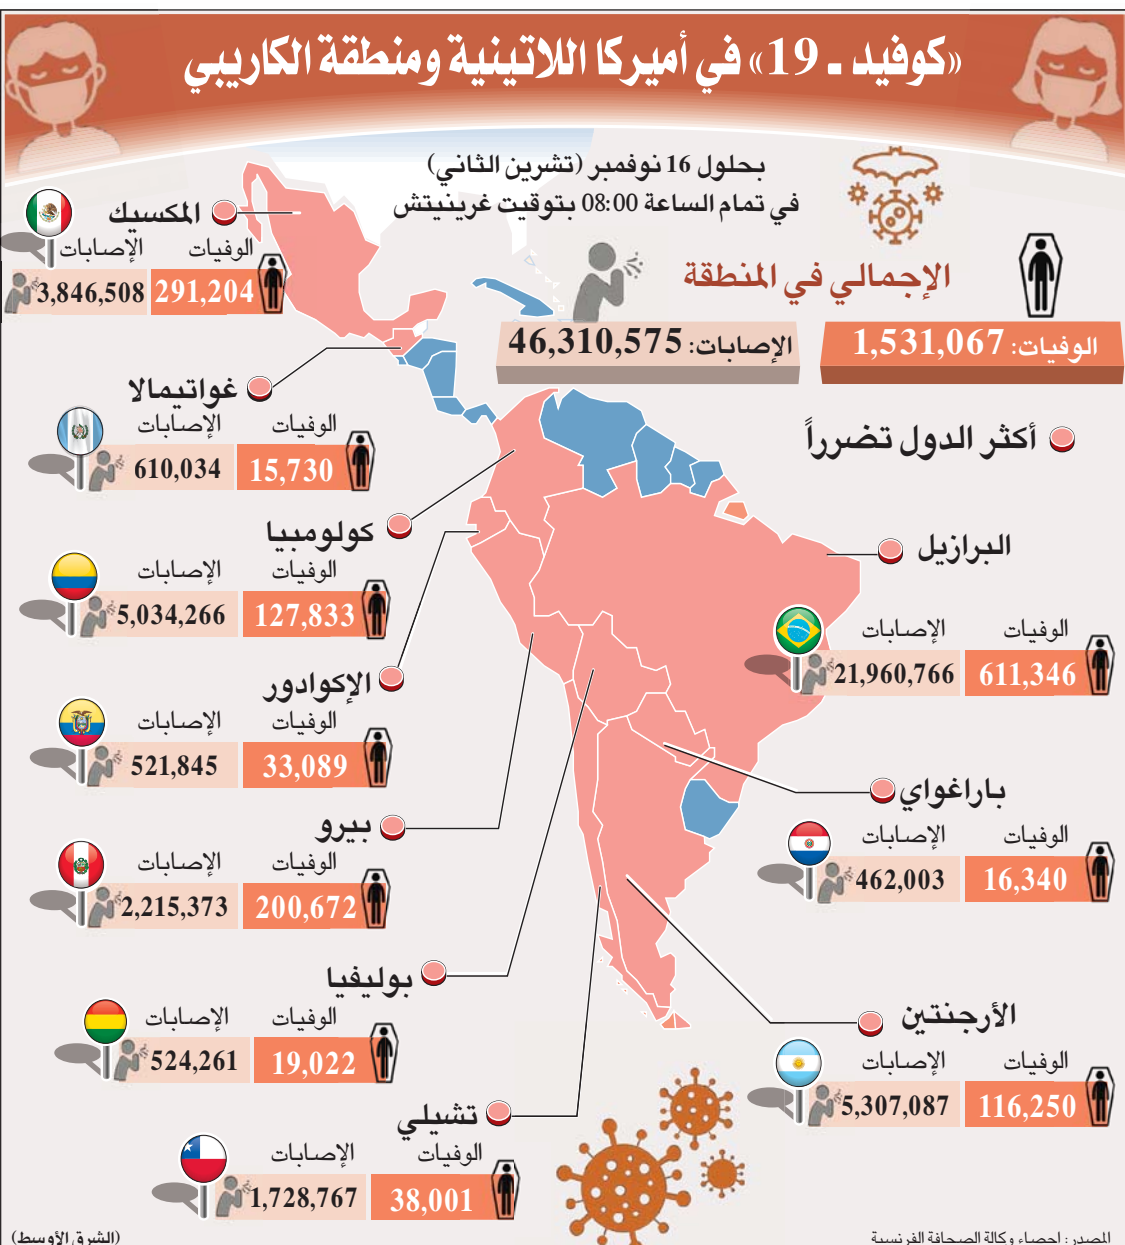 «كوفيد ـ 19» في أميركا اللاتينية ومنطقة الكاريبي
بحلول 16 نوفمبر (تشرين الثاني)
في تمام الساعة 08:00 بتوقيت غرينيتش
الإجمالي في المنطقة
الوفيات: 1,531,067
الإصابات: 46,310,575
أكثر الدول تضرراً
المكسيك
الوفيات الإصابات
291,204 3,846,508
غواتيمالا
الوفيات الإصابات
15,730 610,034
كولومبيا
الوفيات الإصابات
127,833 5,034,266
الإكوادور
الوفيات الإصابات
33,089 521,845
بيرو
الوفيات الإصابات
200,672 2,215,373
بوليفيا
الوفيات الإصابات
19,022 524,261
تشيلي
الوفيات الإصابات
38,001 1,728,767
البرازيل
الوفيات الإصابات
611,346 21,960,766
باراغواي
الوفيات الإصابات
16,340 462,003
الأرجنتين
الوفيات الإصابات
116,250 5,307,087
المصدر: احصاء وكالة الصحافة الفرنسية
(الشرق الأوسط)